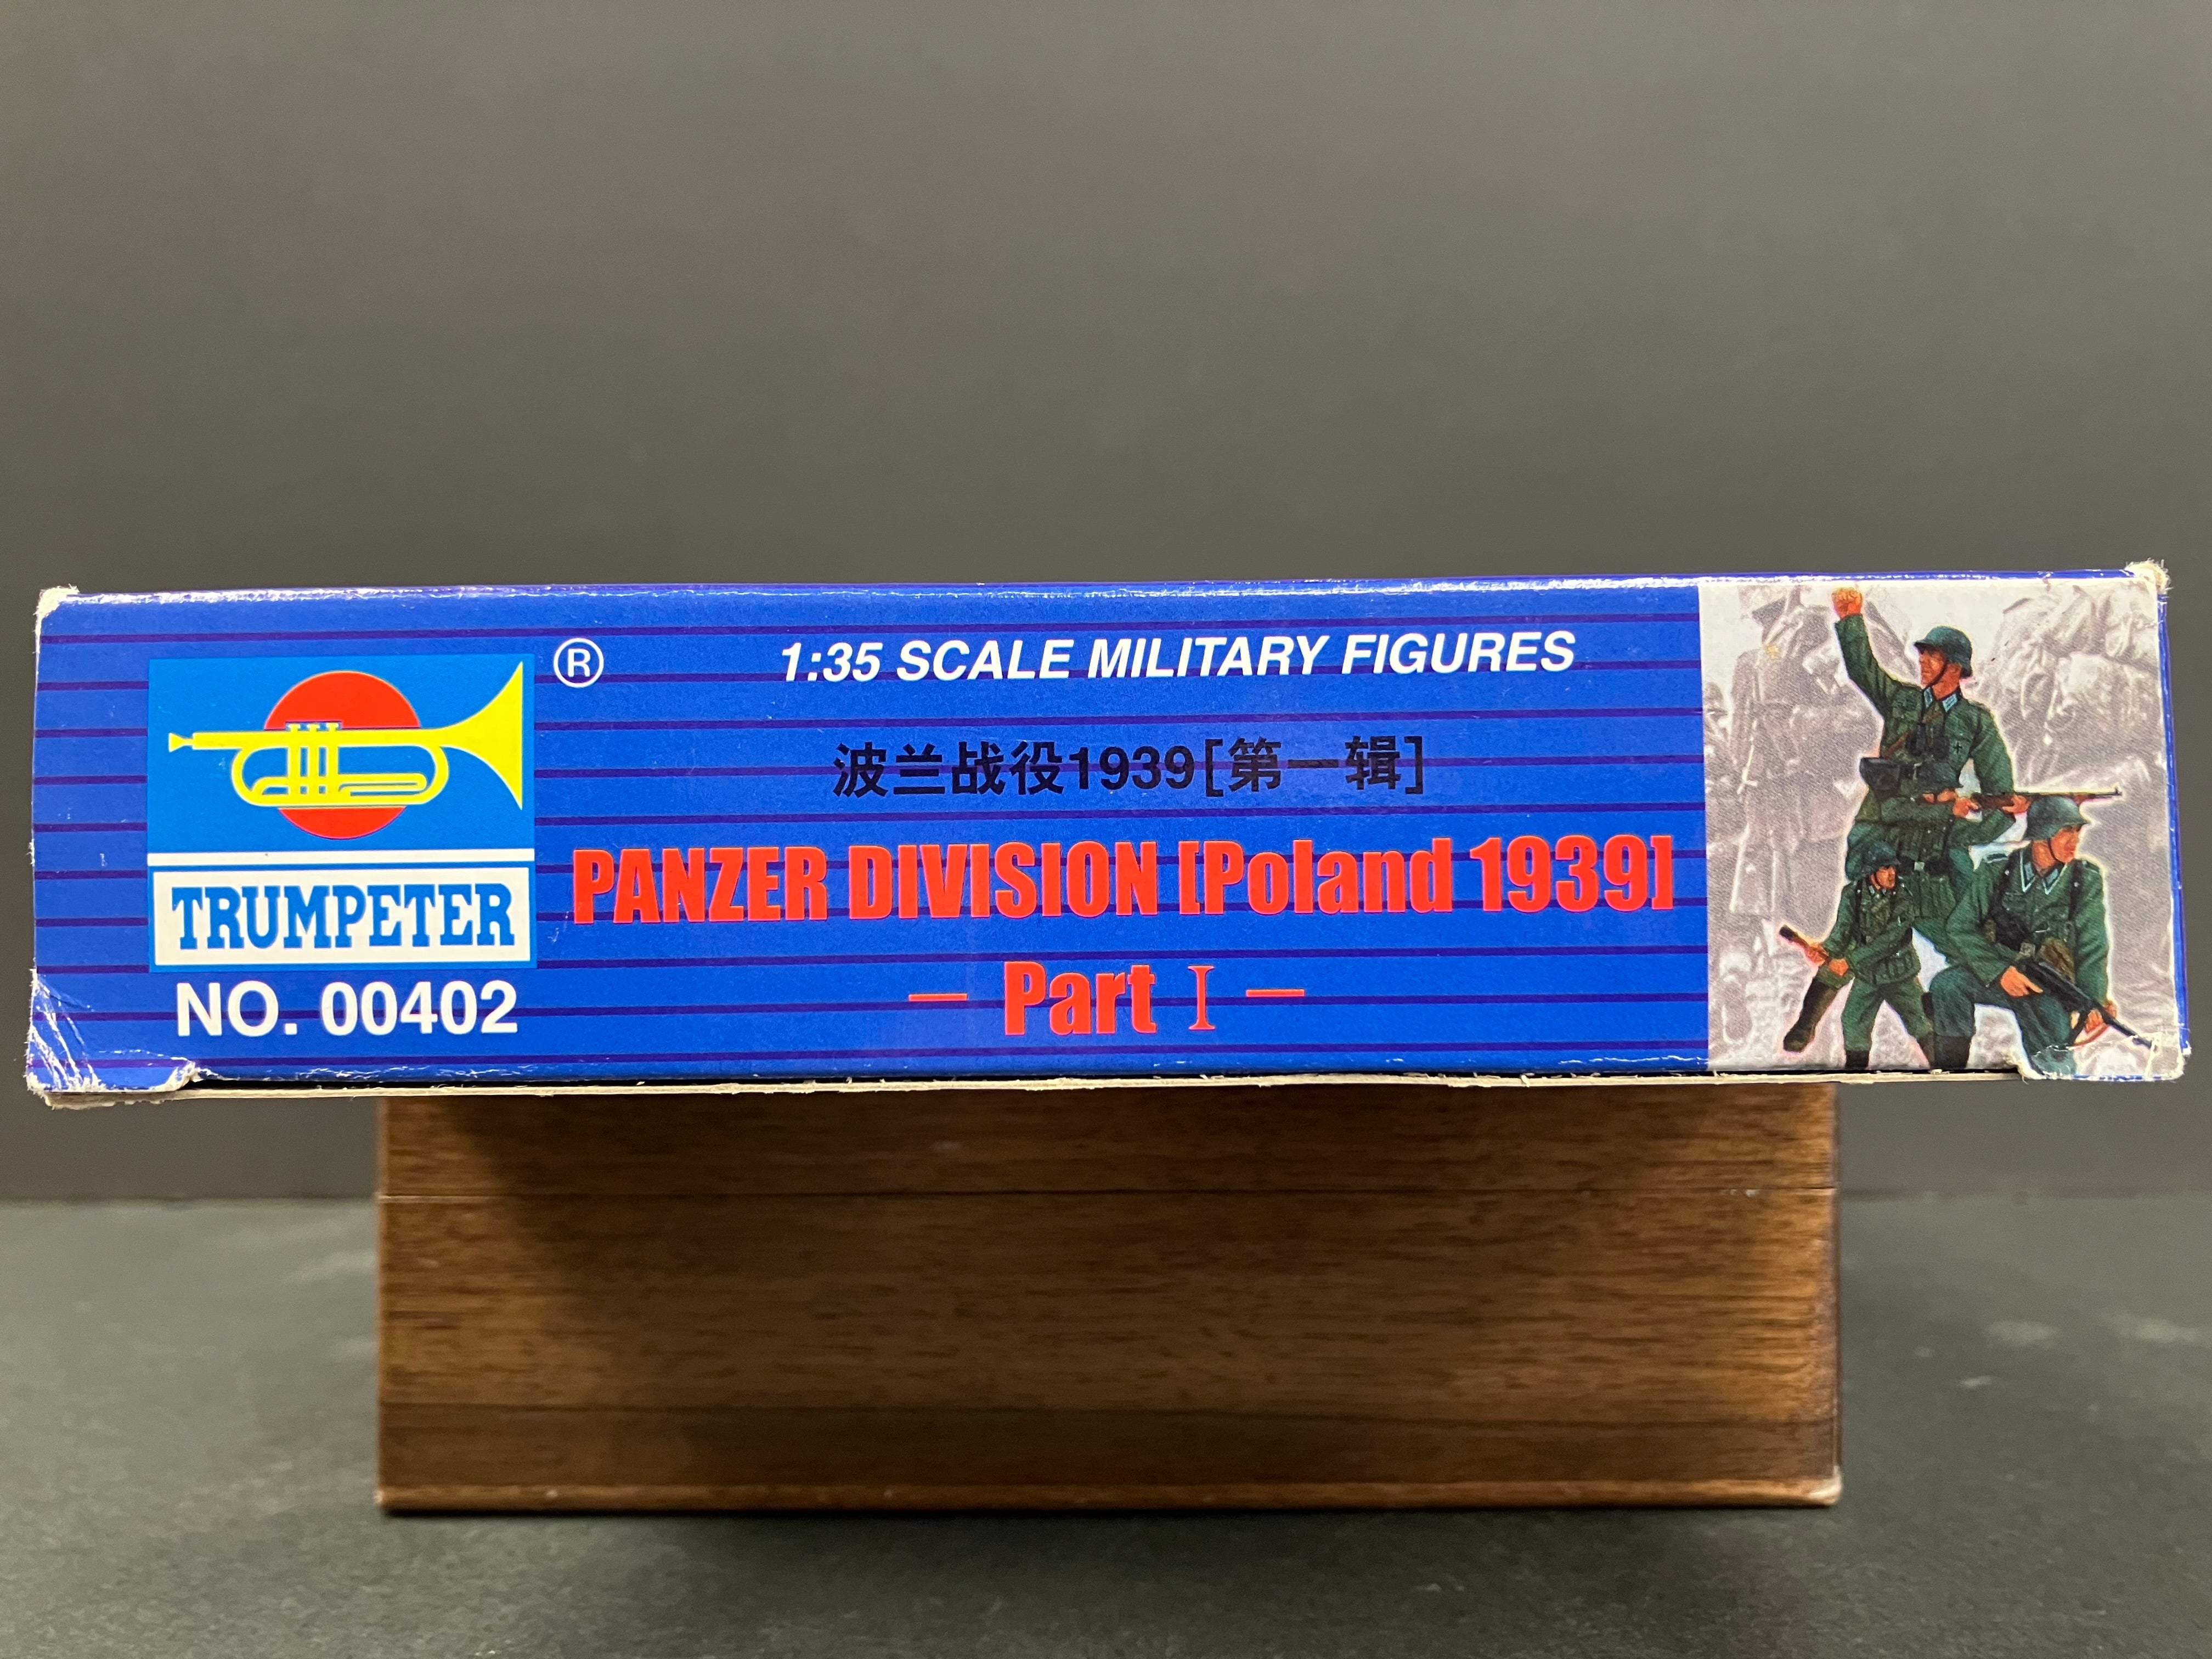 ®
1:35 SCALE MILITARY FIGURES
波兰战役1939[第一辑]
PANZER DIVISION [Poland 1939]
— Part I —
TRUMPETER
NO. 00402